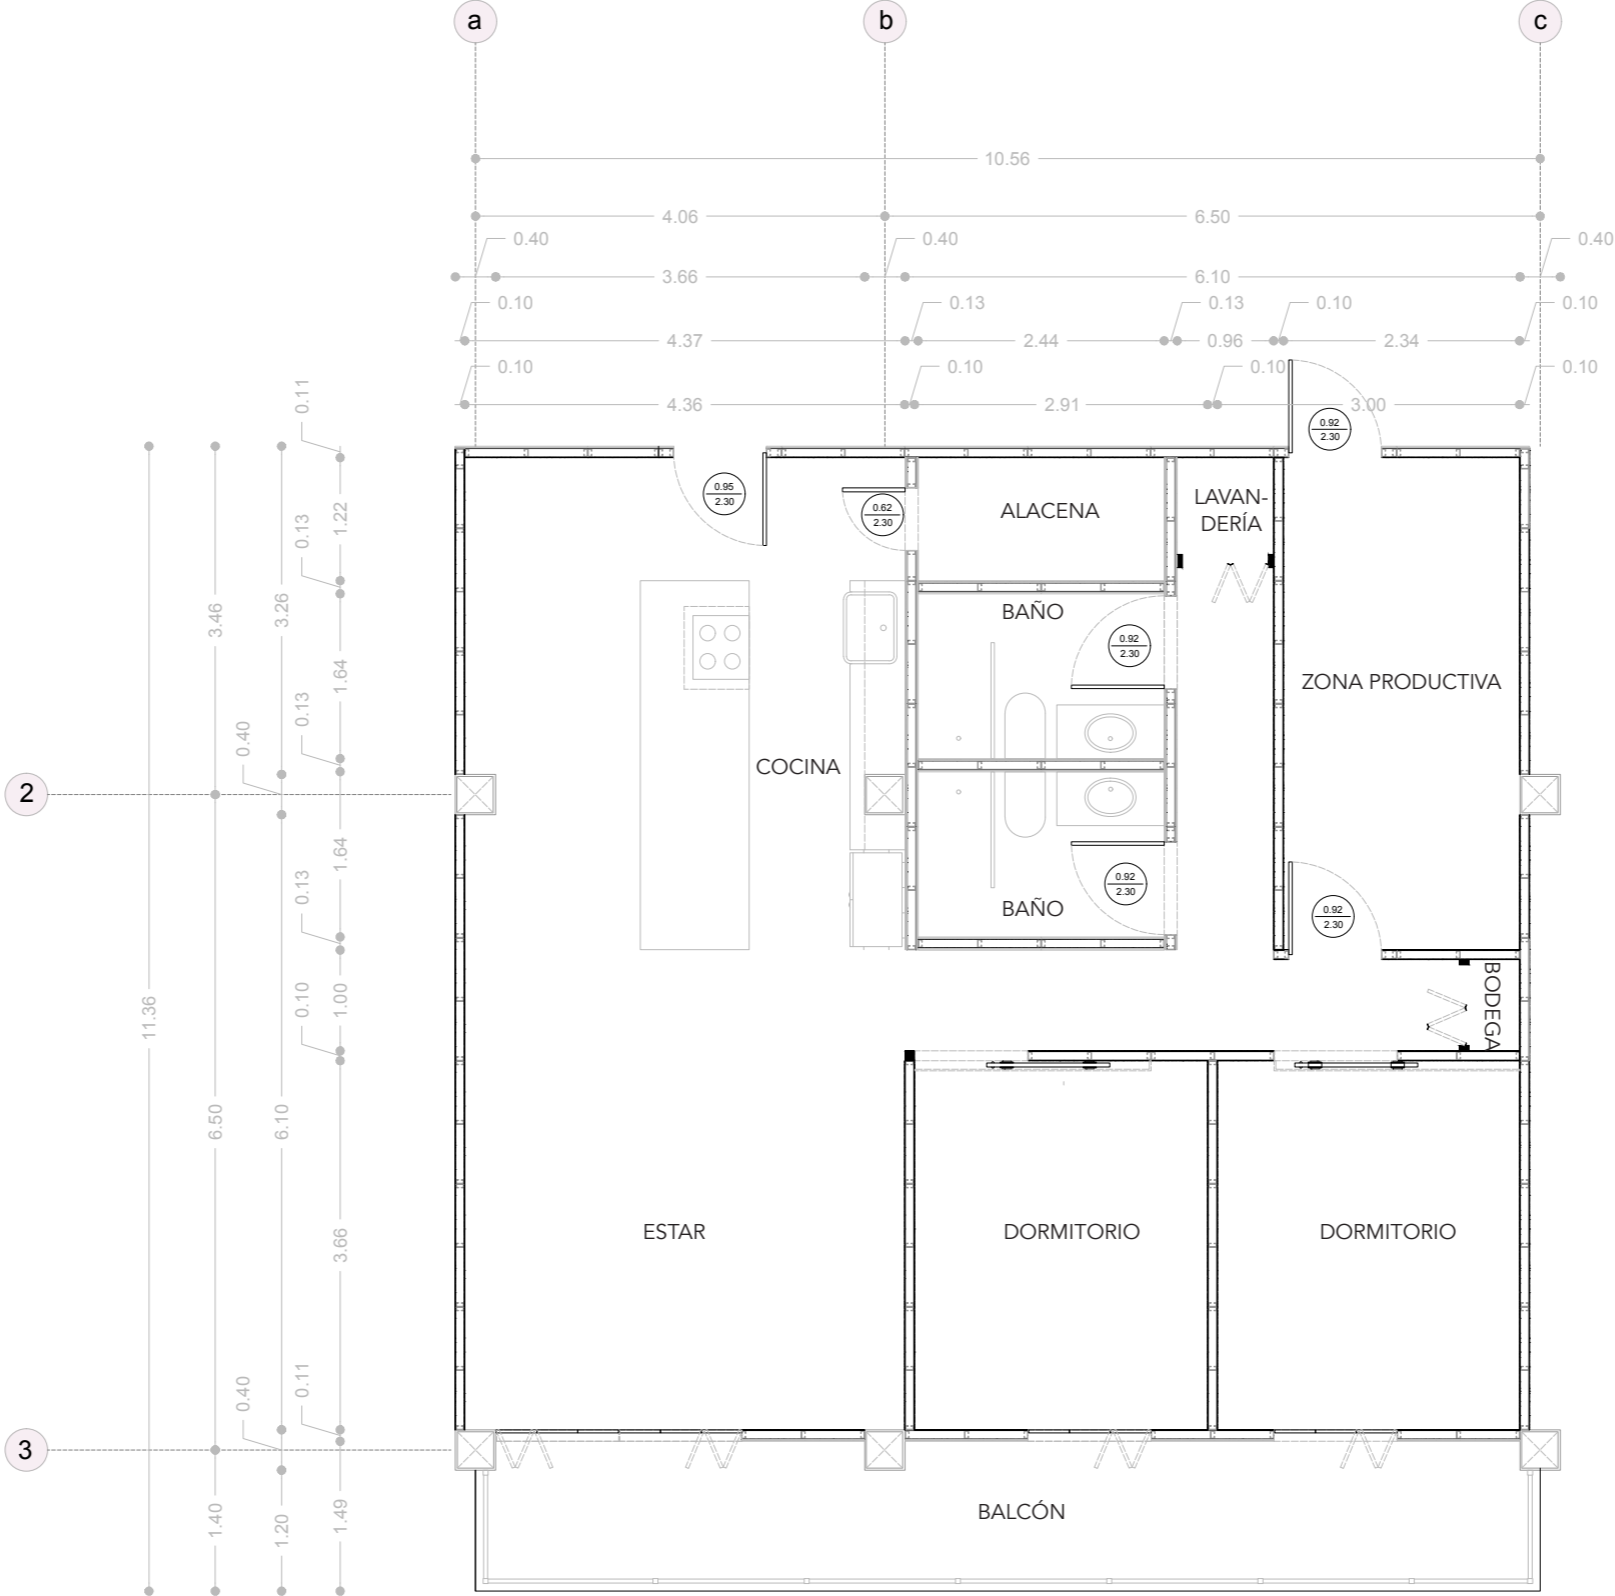 a b c
10.56
4.06 6.50
0.40 0.40 0.40
3.66 6.10
0.10 0.13 0.13 0.10 0.10
4.37 2.44 0.96 2.34
0.10 0.10 0.10 0.10
4.36 2.91 3.00
0.11
0.92
2.30
0.95
2.30
0.62
2.30
ALACENA
LAVAN-
DERÍA
1.22
0.13
3.46
3.26
BAÑO
0.92
2.30
1.64
ZONA PRODUCTIVA
0.13
0.40
COCINA
2
1.64
0.92
2.30
0.13
BAÑO
0.92
2.30
11.36
0.10
1.00
BODEGA
6.50
6.10
3.66
ESTAR
DORMITORIO
DORMITORIO
0.40
0.11
3
1.40
1.20
1.49
BALCÓN